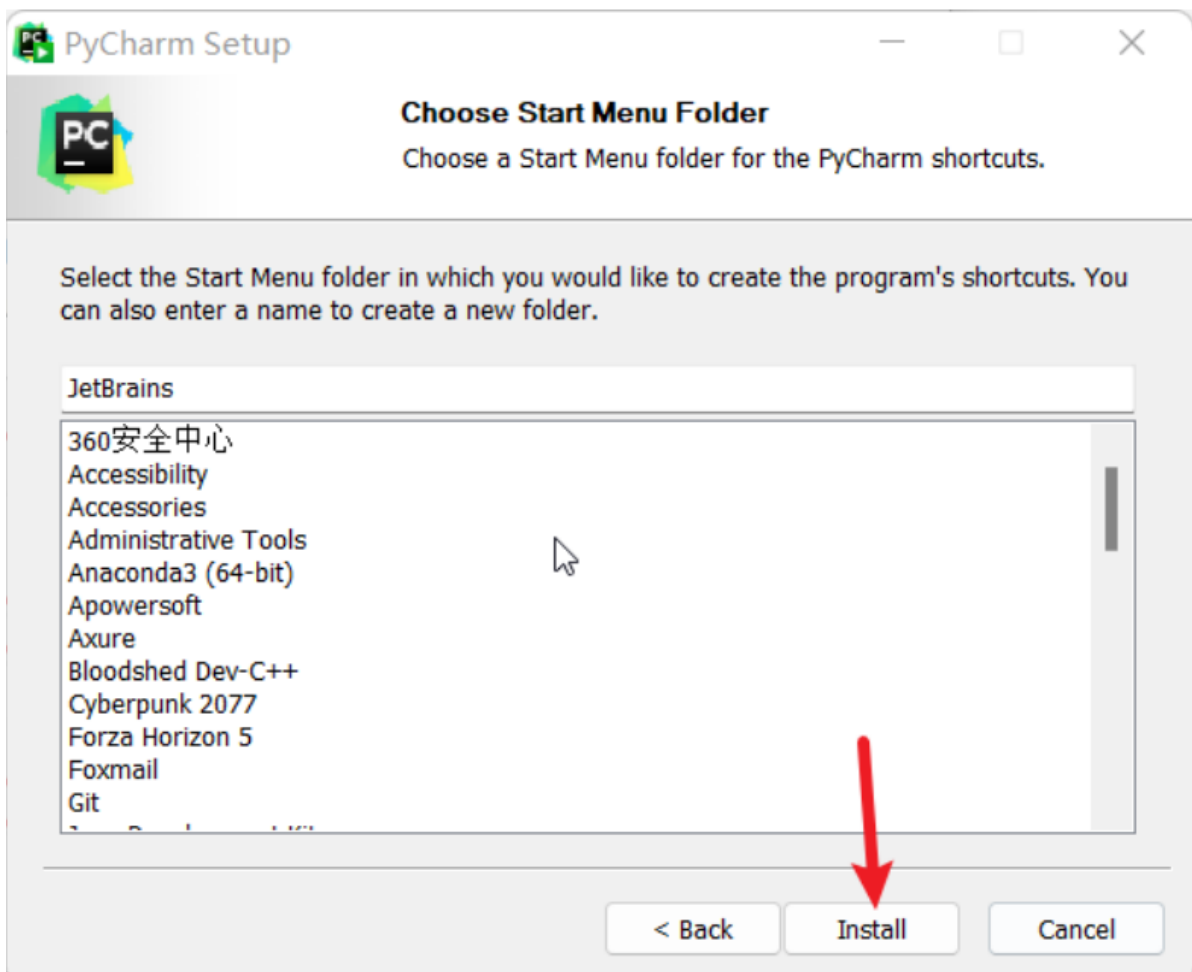 PyCharm Setup
PC
Choose Start Menu Folder
Choose a Start Menu folder for the PyCharm shortcuts.
Select the Start Menu folder in which you would like to create the program's shortcuts. You
can also enter a name to create a new folder.
JetBrains
360安全中心
Accessibility
Accessories
Administrative Tools
Anaconda3 (64-bit)
Apowersoft
Axure
Bloodshed Dev-C++
Cyberpunk 2077
Forza Horizon 5
Foxmail
Git
< Back
Install
Cancel